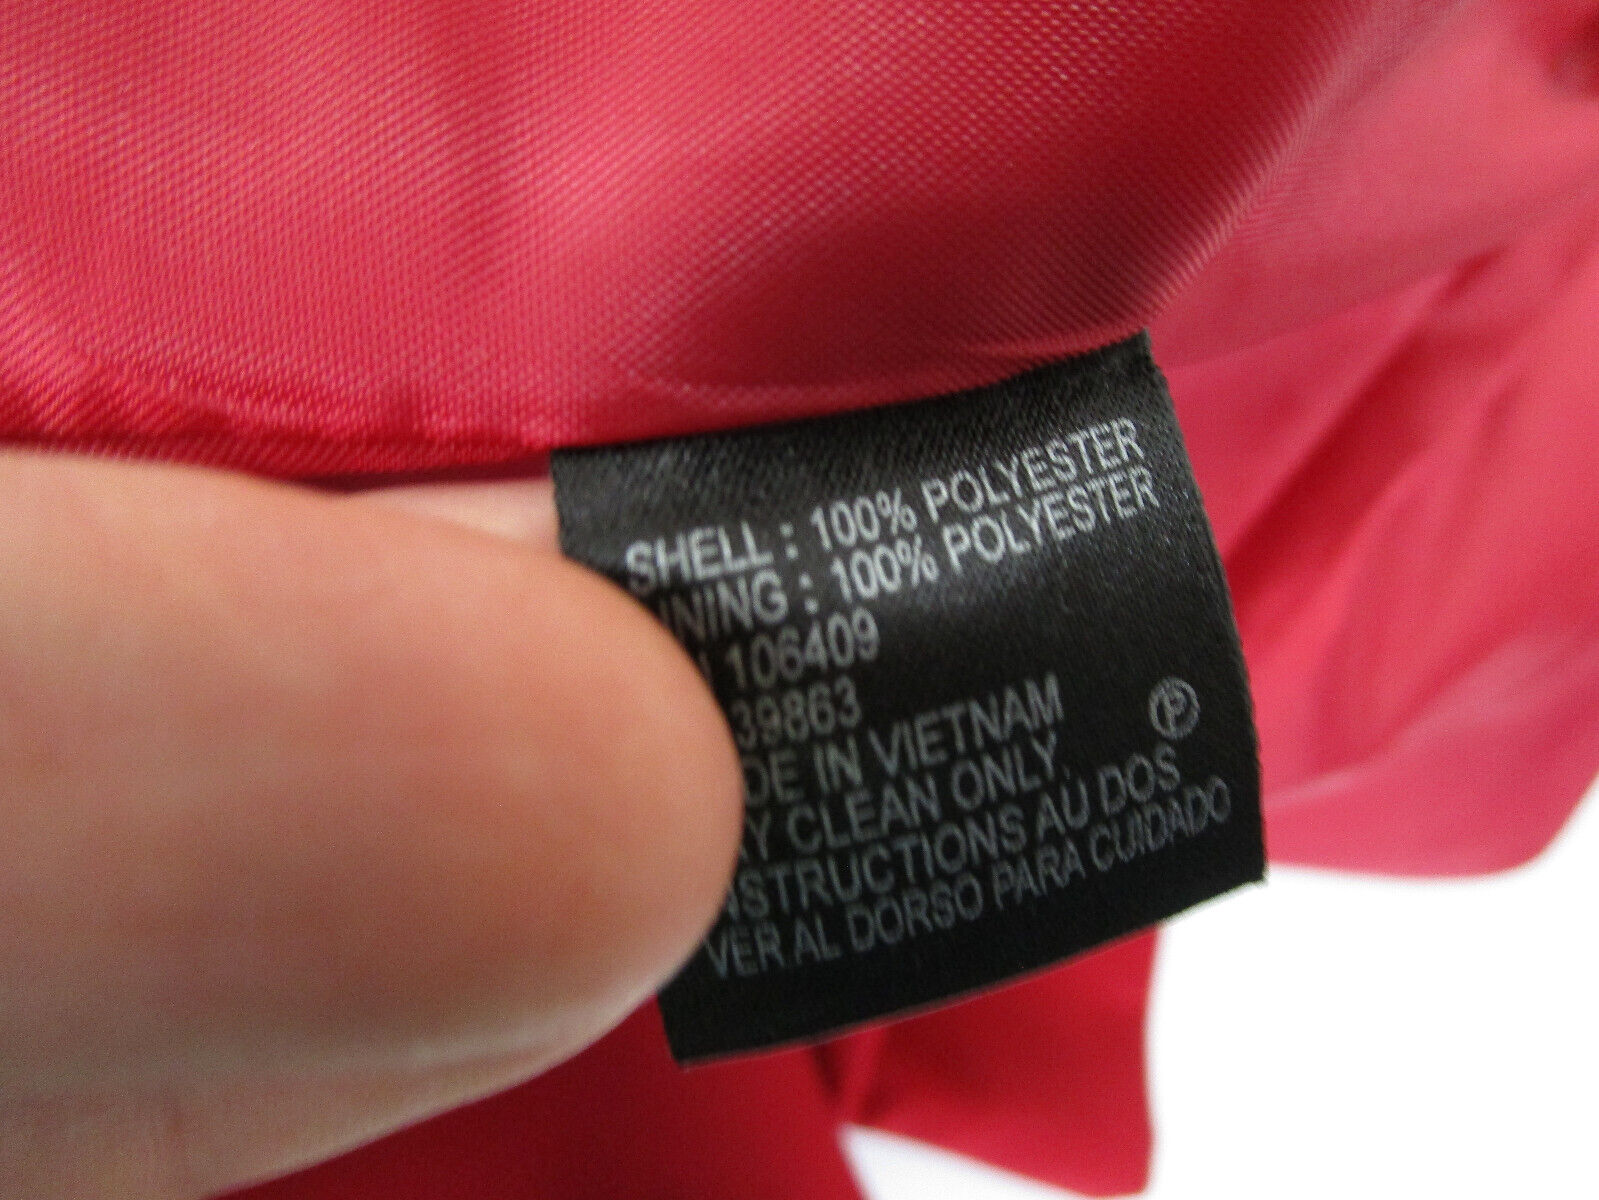 SHELL : 100% POLYESTER
INING : 100% POLYESTER
106409
39863
DE IN VIETNAM
Y CLEAN ONLY
P
NSTRUCTIONS AU DOS
VER AL DORSO PARA CUIDADO